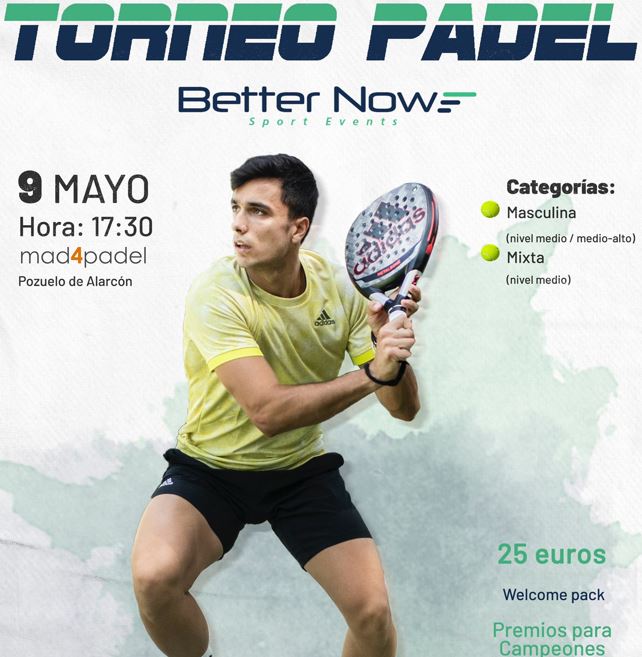 TORNEO PADEL
Better Now
Sport Events
9 MAYO
Hora: 17:30
mad4padel
Pozuelo de Alarcón
Categorías:
Masculina
(nivel medio / medio-alto)
Mixta
(nivel medio)
adidas
adidas
25 euros
Welcome pack
Premios para
Campeones